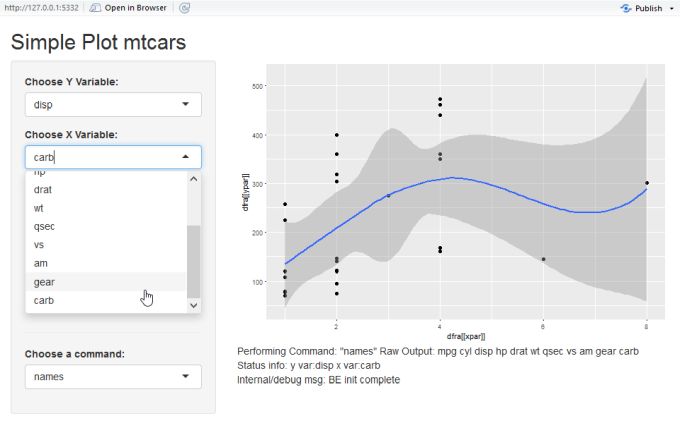 http://127.0.0.1:5332
Open in Browser
Publish
Simple Plot mtcars
Choose Y Variable:
disp
Choose X Variable:
carb
hp
drat
wt
qsec
vs
am
gear
carb
Choose a command:
names
dfra[[ypar]]
500
400
300
200
100
2
4
6
8
dfra[[xpar]]
Performing Command: "names" Raw Output: mpg cyl disp hp drat wt qsec vs am gear carb
Status info: y var:disp x var:carb
Internal/debug msg: BE init complete